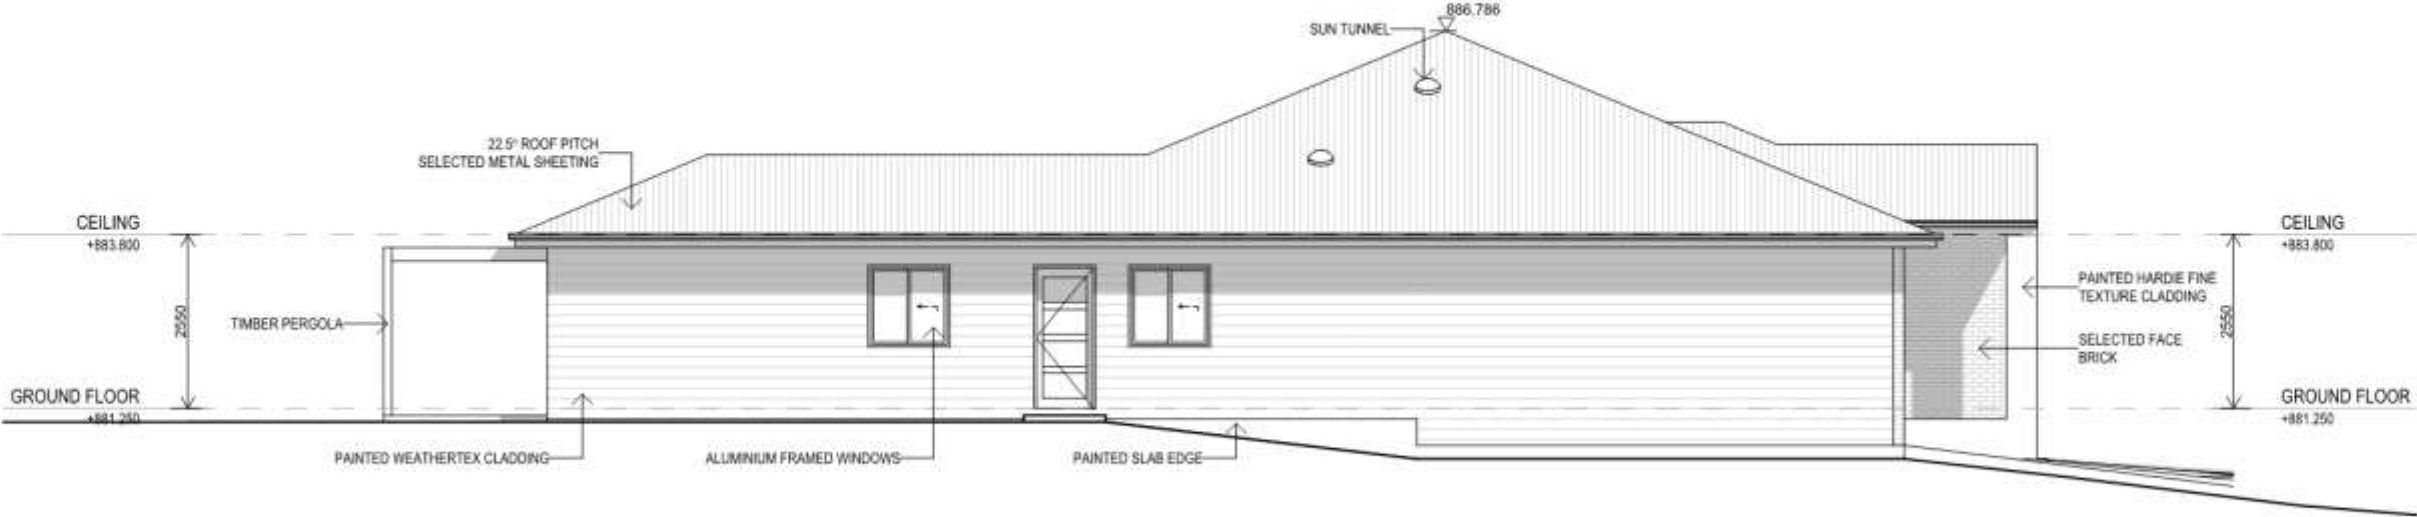 886.786
SUN TUNNEL
22.5° ROOF PITCH
SELECTED METAL SHEETING
CEILING
+883.800
2550
TIMBER PERGOLA
GROUND FLOOR
+881.250
PAINTED WEATHERTEX CLADDING
ALUMINIUM FRAMED WINDOWS
PAINTED SLAB EDGE
CEILING
+883.800
PAINTED HARDIE FINE
TEXTURE CLADDING
2550
SELECTED FACE
BRICK
GROUND FLOOR
+881.250